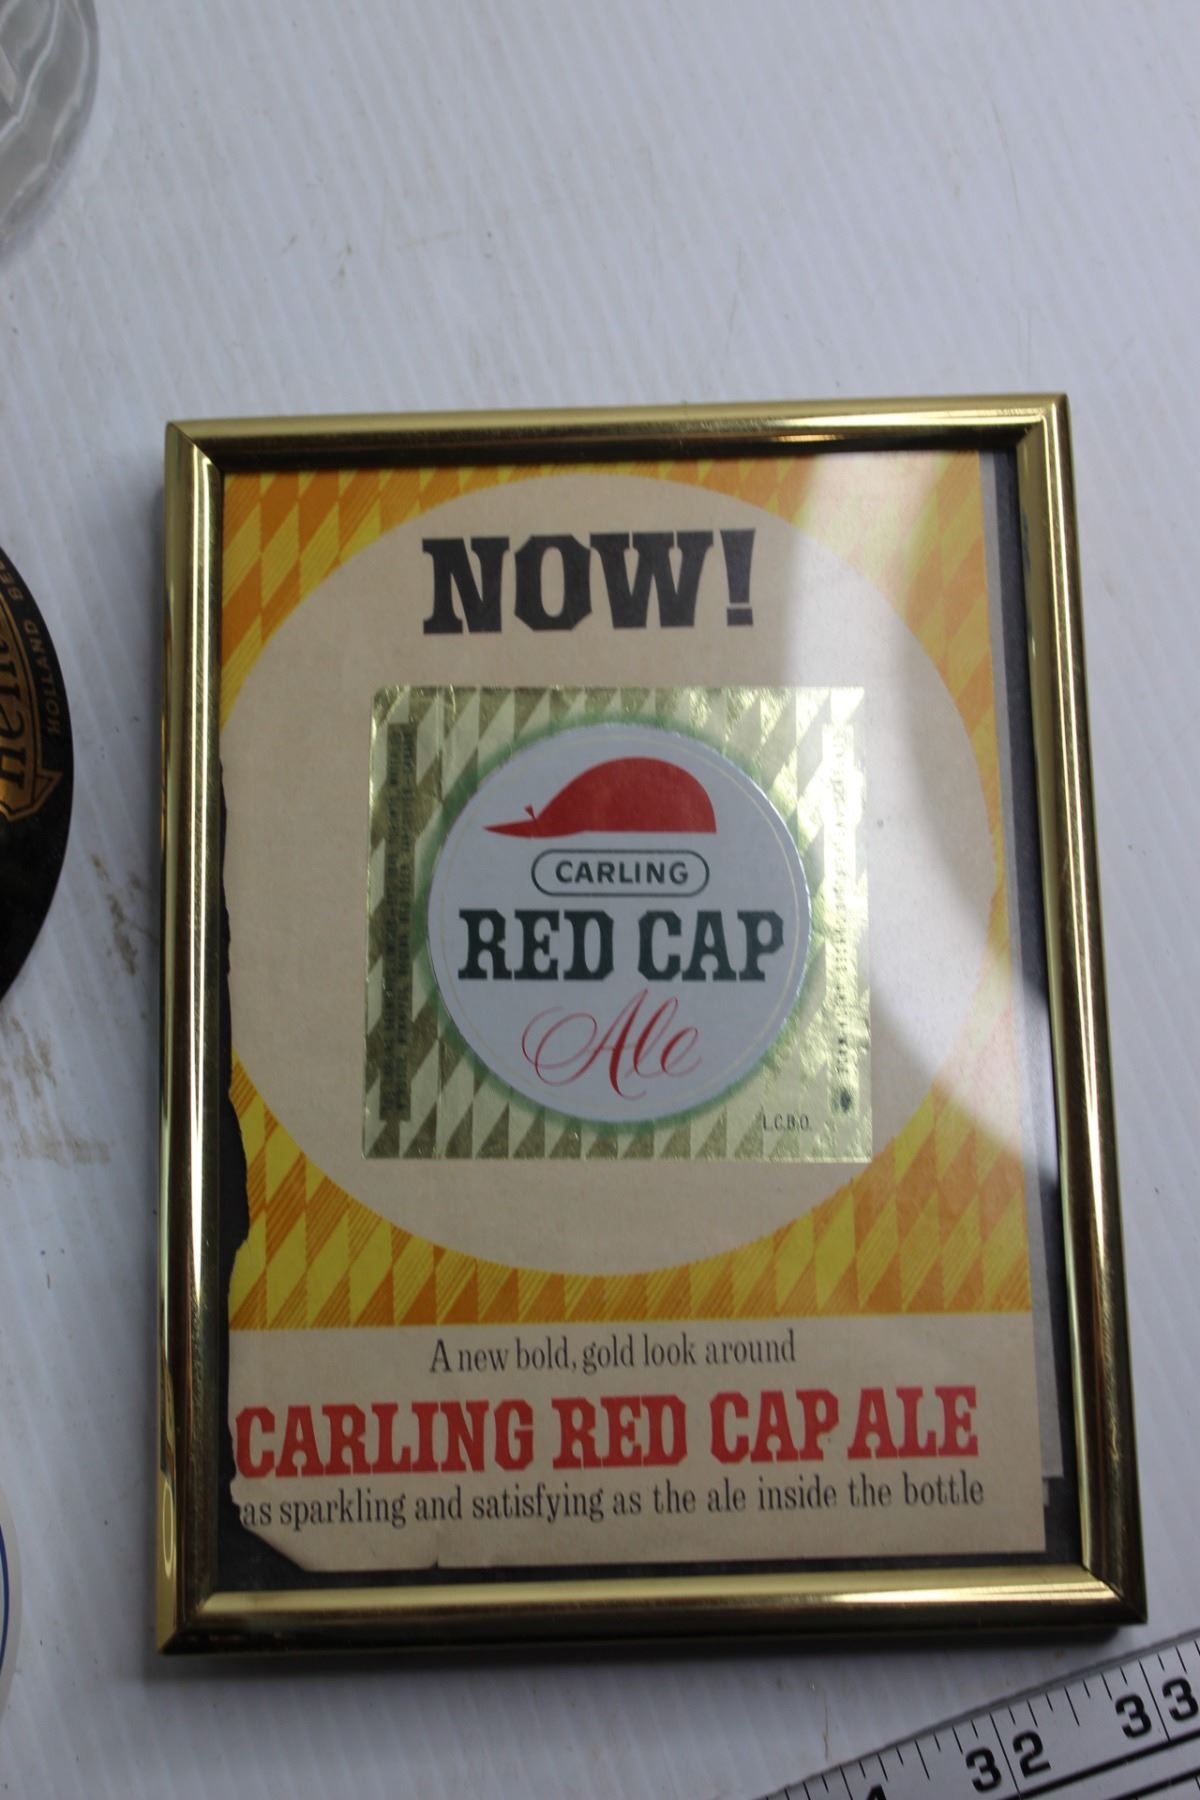 NOW!
CARLING
RED CAP
Ale
L.C.B.O.
A new bold, gold look around
CARLING RED CAP ALE
as sparkling and satisfying as the ale inside the bottle
HOLLAND
32
33